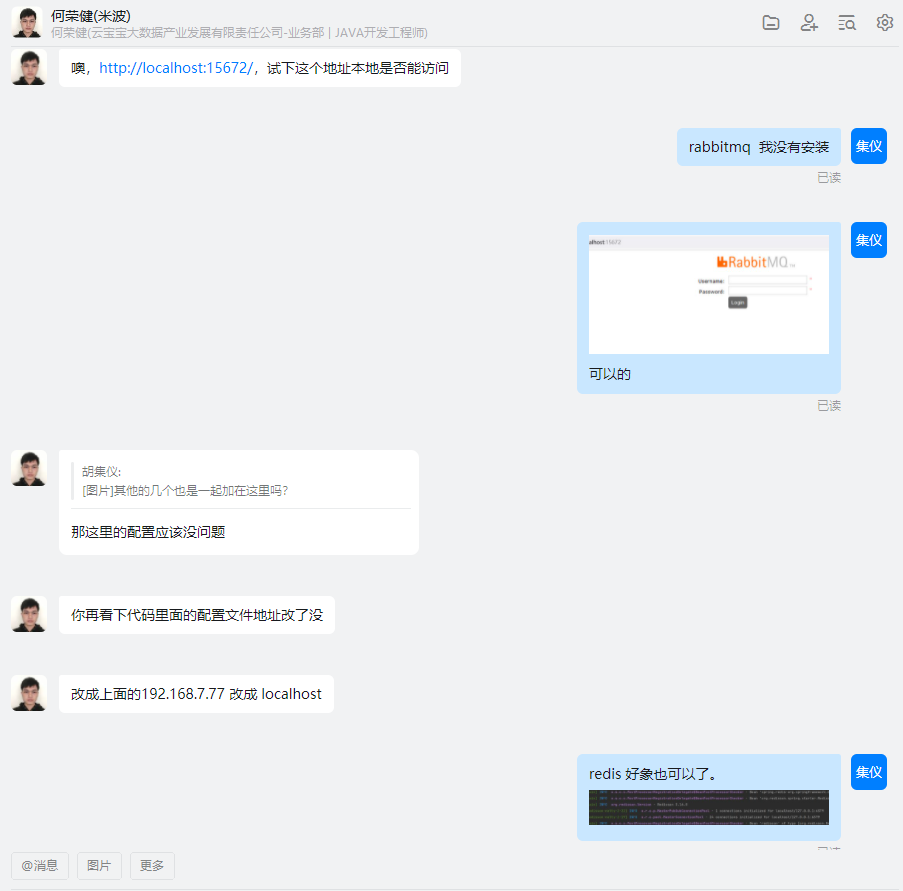 何荣健(米波)
何荣健(云宝宝大数据产业发展有限责任公司-业务部 | JAVA开发工程师)
噢，http://localhost:15672/，试下这个地址本地是否能访问
rabbitmq 我没有安装
集仪
已读
集仪
alhost:15672
RabbitMQ
Username:
Password:
Login
可以的
已读
胡集仪:
[图片]其他的几个也是一起加在这里吗?
那这里的配置应该没问题
你再看下代码里面的配置文件地址改了没
改成上面的192.168.7.77 改成 localhost
redis 好象也可以了。
集仪
@消息
图片
更多